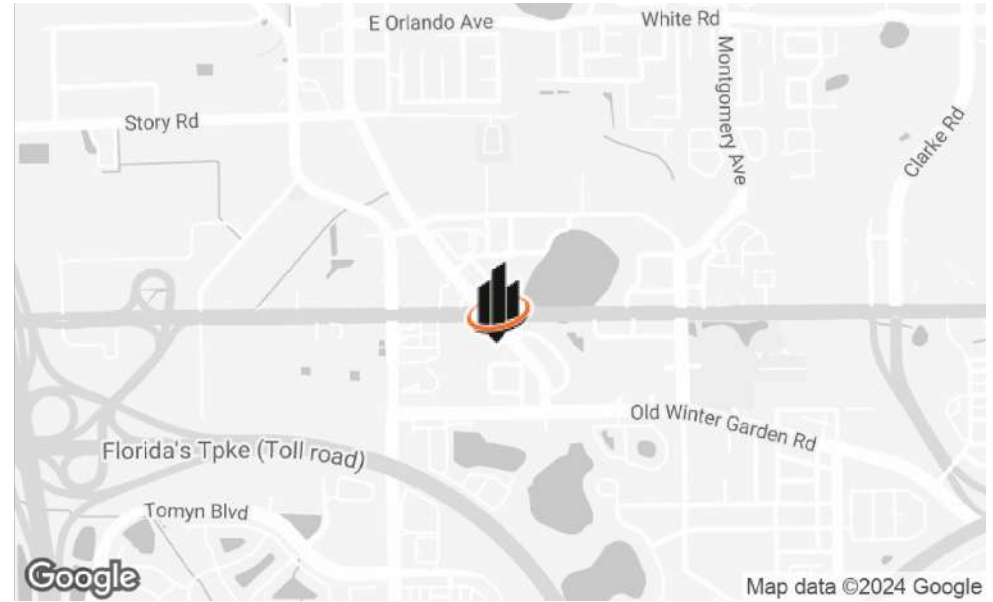 E Orlando Ave
White Rd
Montgomery Ave
Clarke Rd
Story Rd
Old Winter Garden Rd
Florida's Tpke (Toll road)
Tomyn Blvd
Google
Map data ©2024 Google